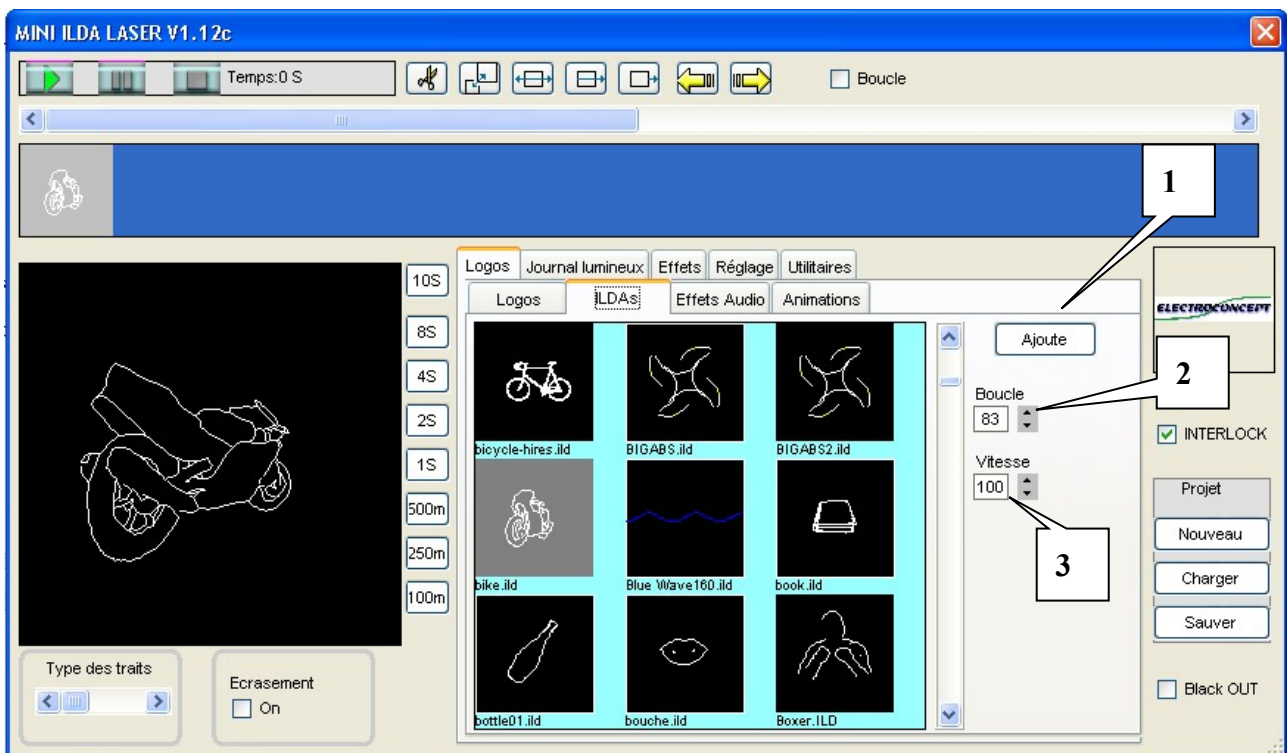 MINI ILDA LASER V1.12c
Temps:0 S
Boucle
1
Logos Journal lumineux Effets Réglage Utilitaires
Logos ILDAs Effets Audio Animations
10S
8S
4S
2S
1S
500m
250m
100m
bicycle-hires.ild BIGABS.ild BIGABS2.ild
bike.ild Blue Wave160.ild book.ild
bottle01.ild bouche.ild Boxer.ILD
Ajoute
Boucle
83
2
Vitesse
100
3
ELECTROCONCEPT
INTERLOCK
Projet
Nouveau
Charger
Sauver
Black OUT
Type des traits
Ecrasement
On